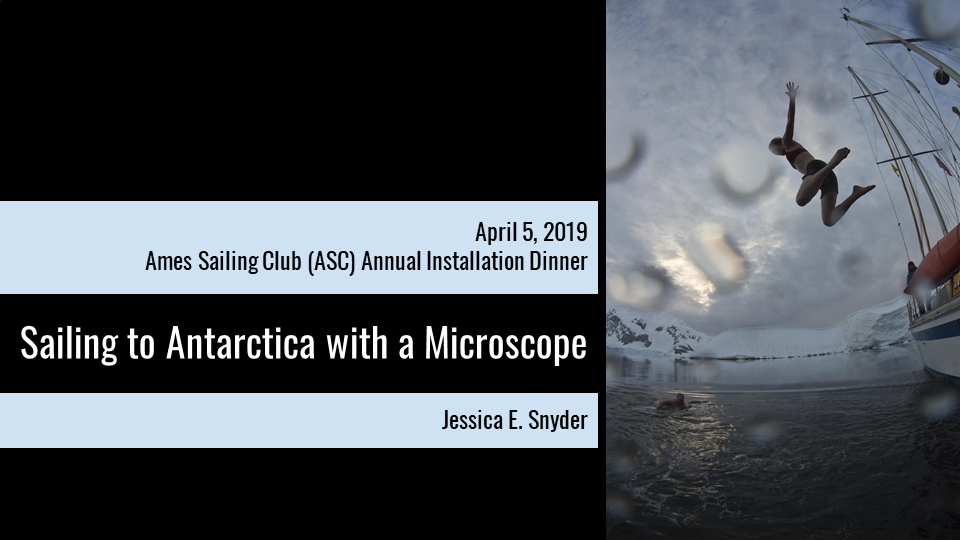 April 5, 2019
Ames Sailing Club (ASC) Annual Installation Dinner
Sailing to Antarctica with a Microscope
Jessica E. Snyder